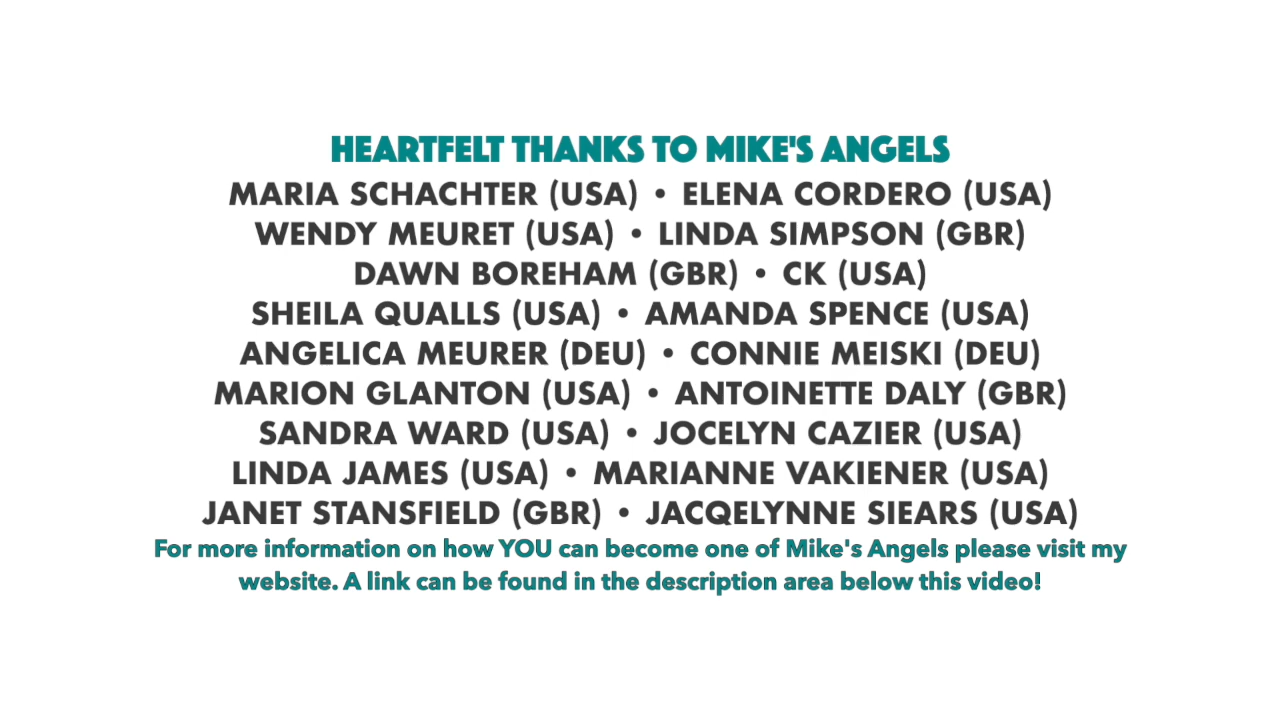 HEARTFELT THANKS TO MIKE'S ANGELS
MARIA SCHACHTER (USA) • ELENA CORDERO (USA)
WENDY MEURET (USA) • LINDA SIMPSON (GBR)
DAWN BOREHAM (GBR) • CK (USA)
SHEILA QUALLS (USA) • AMANDA SPENCE (USA)
ANGELICA MEURER (DEU) • CONNIE MEISKI (DEU)
MARION GLANTON (USA) • ANTOINETTE DALY (GBR)
SANDRA WARD (USA) • JOCELYN CAZIER (USA)
LINDA JAMES (USA) • MARIANNE VAKIENER (USA)
JANET STANSFIELD (GBR) • JACQELYNNE SIEARS (USA)
For more information on how YOU can become one of Mike's Angels please visit my
website. A link can be found in the description area below this video!